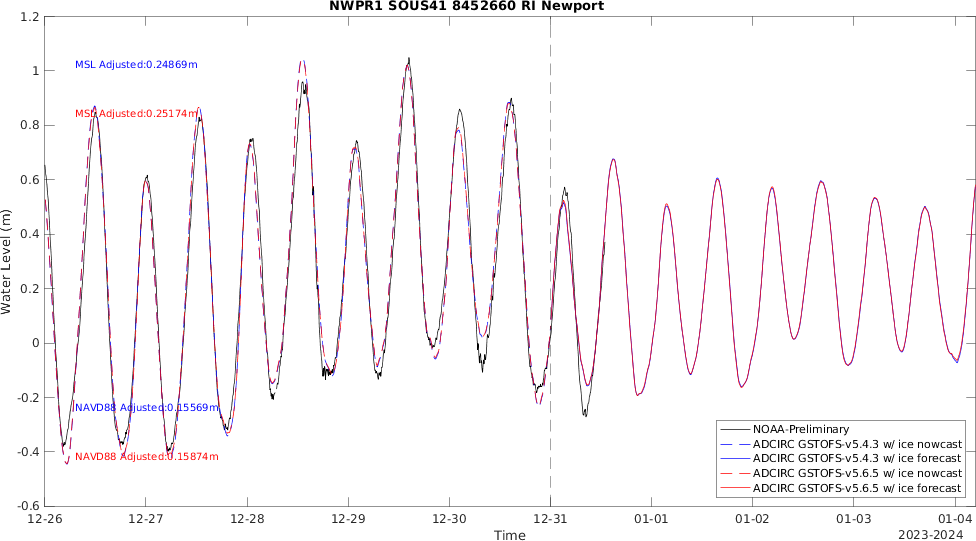 NWPR1 SOUS41 8452660 RI Newport
1.2
1
0.8
0.6
0.4
0.2
0
-0.2
-0.4
-0.6
Water Level (m)
MSL Adjusted:0.24869m
MSL Adjusted:0.25174m
NAVD88 Adjusted:0.15569m
NAVD88 Adjusted:0.15874m
NOAA-Preliminary
ADCIRC GSTOFS-v5.4.3 w/ ice nowcast
ADCIRC GSTOFS-v5.4.3 w/ ice forecast
ADCIRC GSTOFS-v5.6.5 w/ ice nowcast
ADCIRC GSTOFS-v5.6.5 w/ ice forecast
12-26 12-27 12-28 12-29 12-30 12-31 01-01 01-02 01-03 01-04
Time
2023-2024